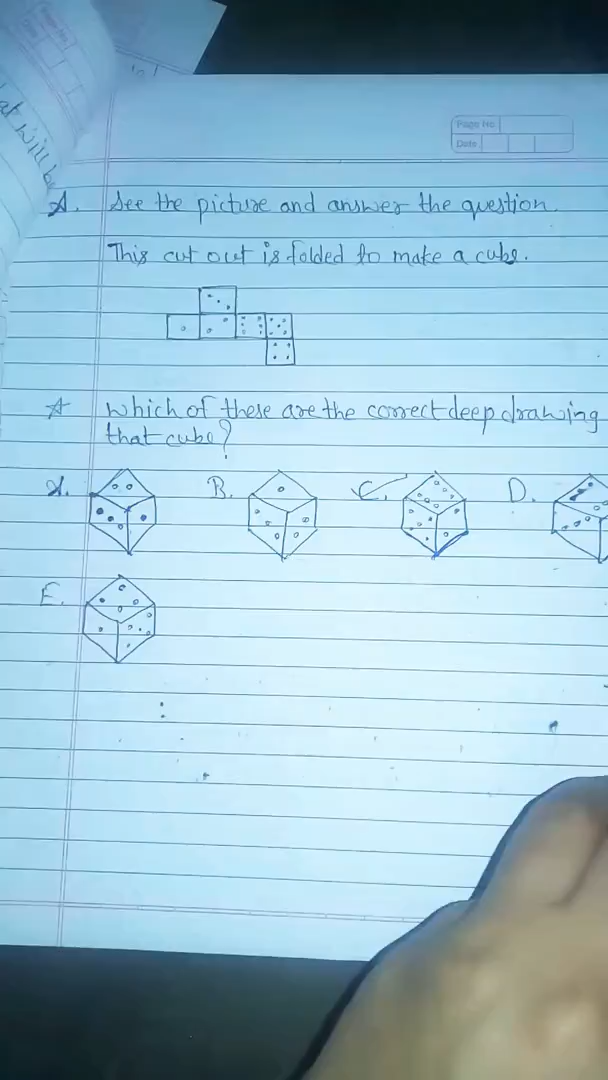 Page No
Date
A. See the picture and answer the question.
This cut out is folded to make a cube.
A which of these are the correct deep drawing
that cube?
A. B. C. D.
E.